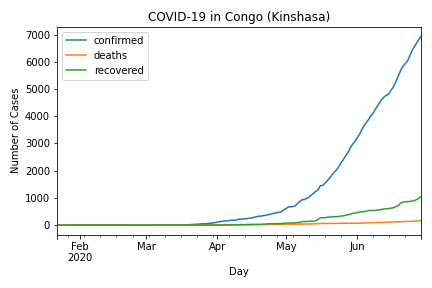 COVID-19 in Congo (Kinshasa)
confirmed
deaths
recovered
Number of Cases
7000
6000
5000
4000
3000
2000
1000
0
Feb
2020
Mar
Apr
May
Jun
Day